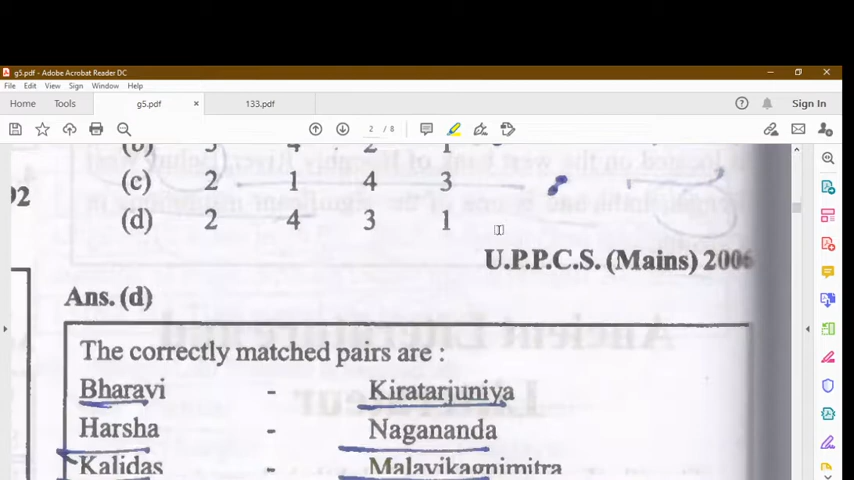 g5.pdf - Adobe Acrobat Reader DC
File Edit View Sign Window Help
Home Tools g5.pdf × 133.pdf Sign In
2 / 8
(c) 2 1 4 3
(d) 2 4 3 1
U.P.P.C.S. (Mains) 2006
Ans. (d)
The correctly matched pairs are :
Bharavi - Kiratarjuniya
Harsha - Nagananda
Kalidas - Malavikagnimitra